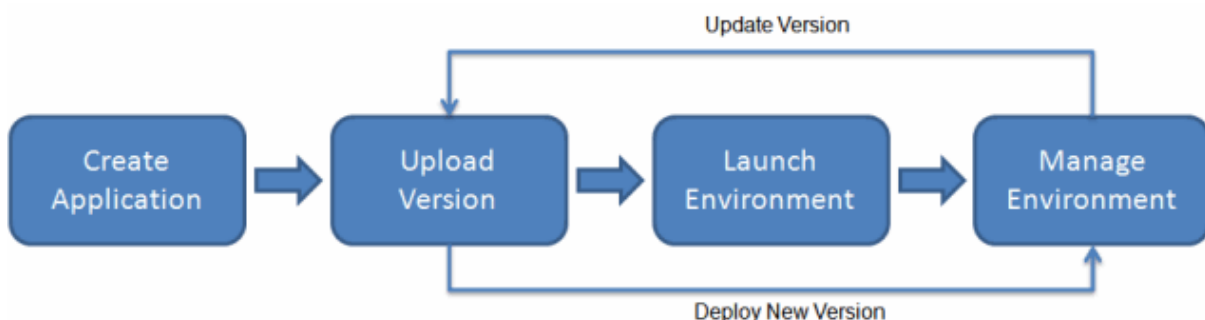 Update Version
Create
Application
Upload
Version
Launch
Environment
Manage
Environment
Deploy New Version